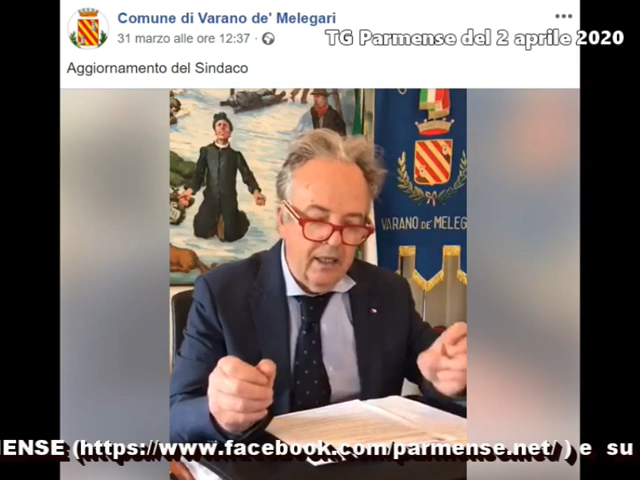 Comune di Varano de' Melegari
31 marzo alle ore 12:37
TG Parmense del 2 aprile 2020
Aggiornamento del Sindaco
VARANO DE' MELEG
ENSE (https://www.facebook.com/parmense.net/ ) e su